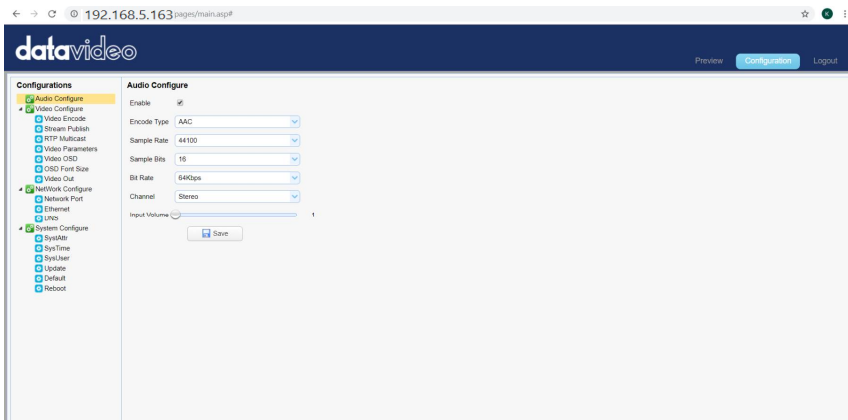 192.168.5.163 pages/main.asp#
K
datavideo
Preview
Configuration
Logout
Configurations
Audio Configure
Video Configure
Video Encode
Stream Publish
RTP Multicast
Video Parameters
Video OSD
OSD Font Size
Video Out
NetWork Configure
Network Port
Ethernet
DNS
System Configure
SystAttr
SysTime
SysUser
Update
Default
Reboot
Audio Configure
Enable
Encode Type AAC
Sample Rate 44100
Sample Bits 16
Bit Rate 64Kbps
Channel Stereo
Input Volume 1
Save